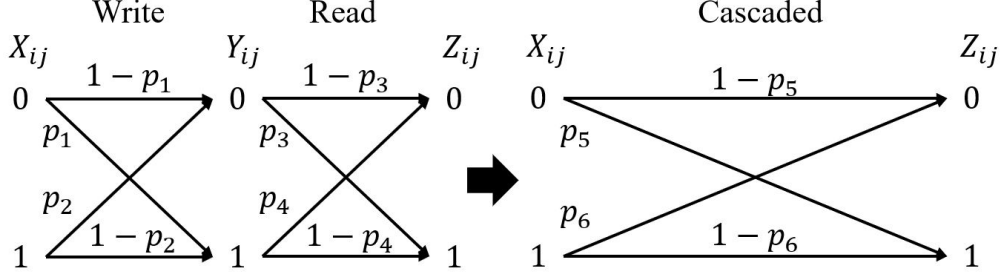 Write Read Cascaded
X_{ij} Y_{ij} Z_{ij} X_{ij} Z_{ij}
0 1 − p_1 0 1 − p_3 0 0 1 − p_5 0
p_1 p_3 p_5
p_2 p_4 p_6
1 1 − p_2 1 1 − p_4 1 1 1 − p_6 1